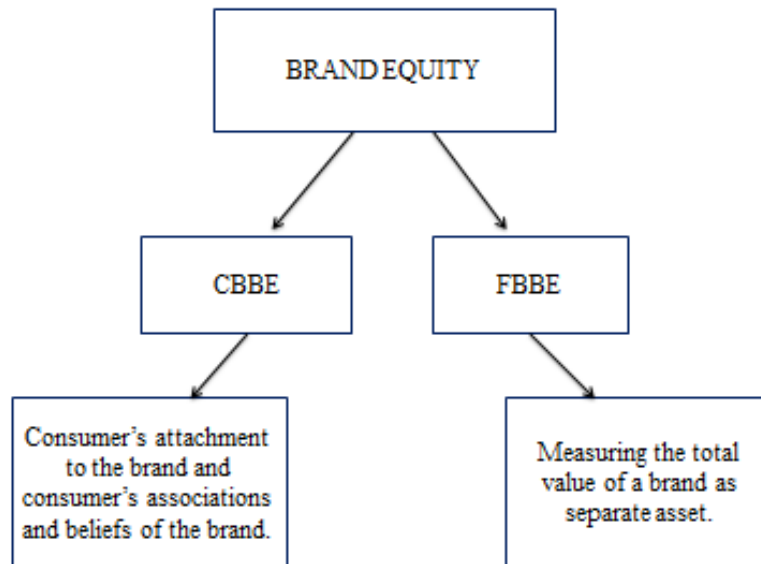 BRAND EQUITY
CBBE
FBBE
Consumer’s attachment
to the brand and
consumer’s associations
and beliefs of the brand.
Measuring the total
value of a brand as
separate asset.